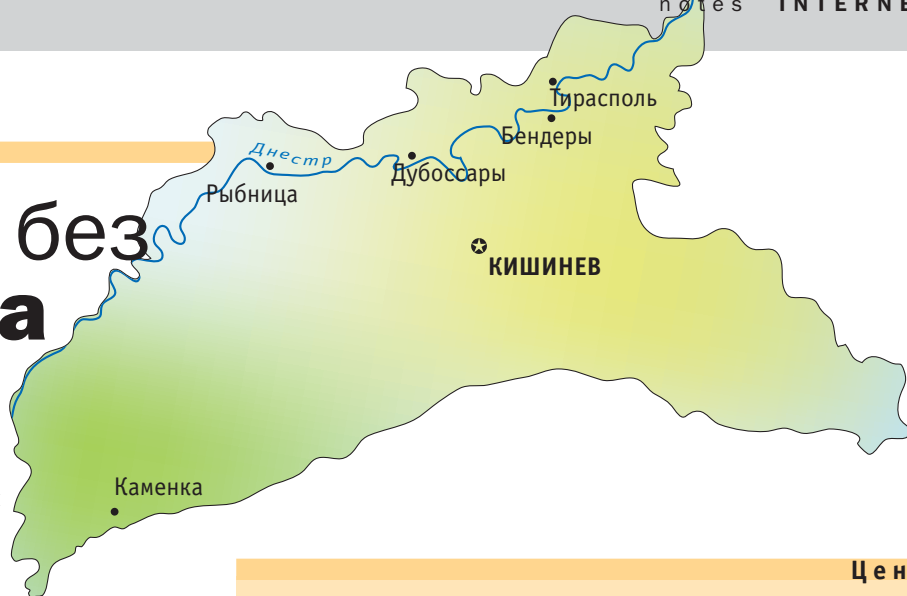 notes INTERNE
Тирасполь
Бендеры
Днестр
Дубоссары
Рыбница
без
а
КИШИНЕВ
Каменка
Цен